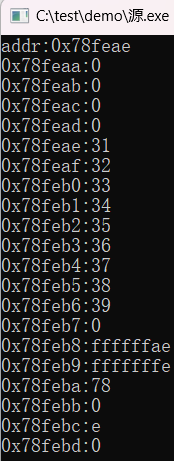 C:\test\demo\源.exe
addr:0x78feae
0x78feaa:0
0x78feab:0
0x78feac:0
0x78fead:0
0x78feae:31
0x78feaf:32
0x78feb0:33
0x78feb1:34
0x78feb2:35
0x78feb3:36
0x78feb4:37
0x78feb5:38
0x78feb6:39
0x78feb7:0
0x78feb8:ffffffae
0x78feb9:fffffffe
0x78feba:78
0x78febb:0
0x78febc:e
0x78febd:0